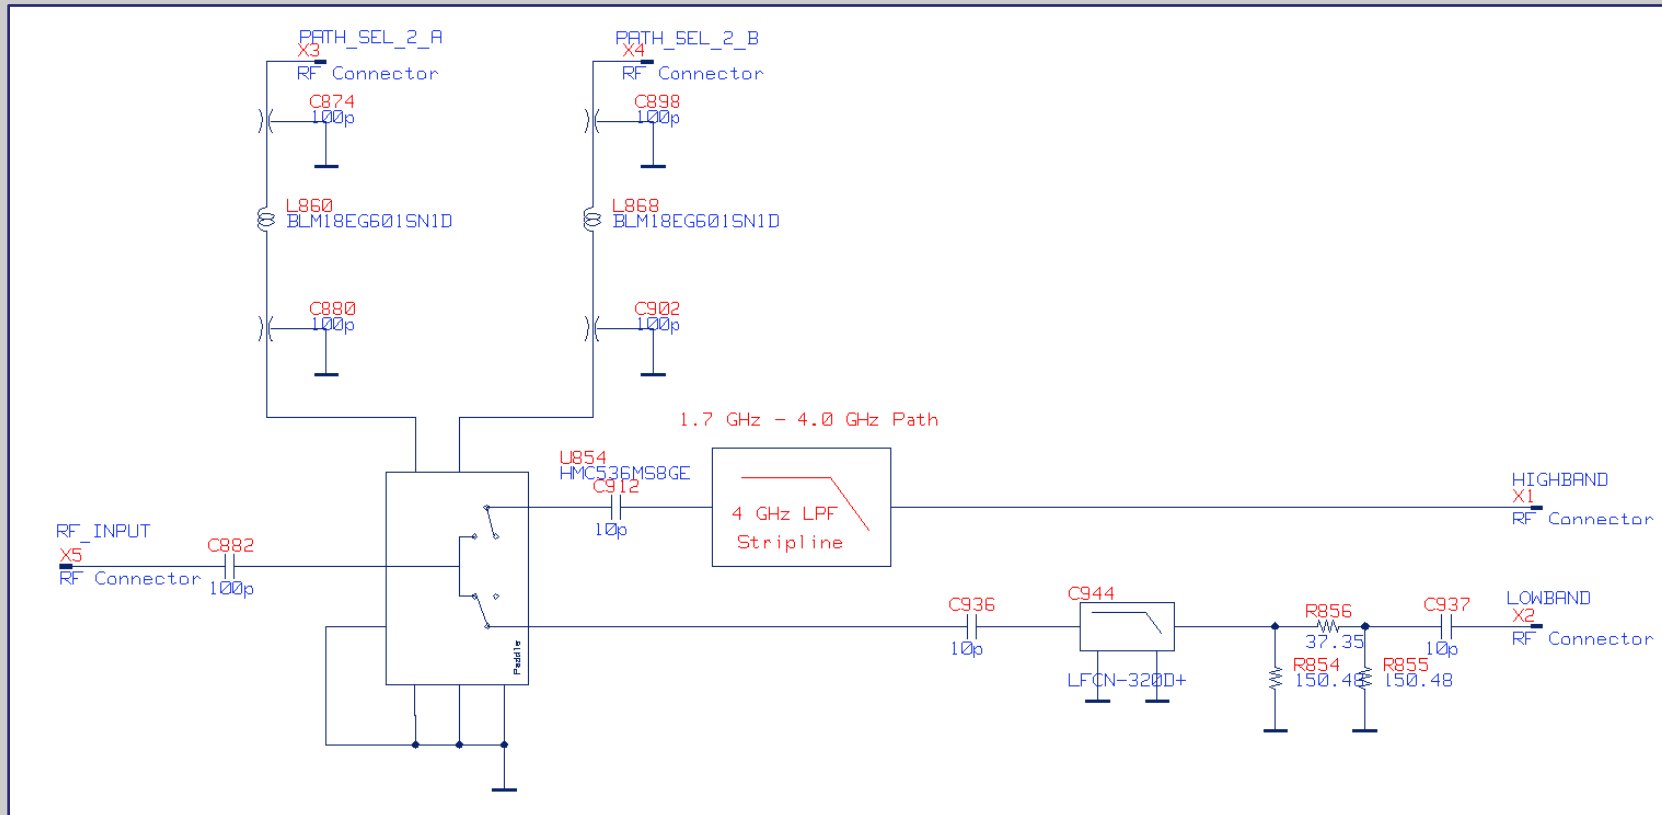 PATH_SEL_2_A
X3
RF Connector
C874
100p
L860
BLM18EG601SN1D
C880
100p
PATH_SEL_2_B
X4
RF Connector
C898
100p
L868
BLM18EG601SN1D
C902
100p
1.7 GHz - 4.0 GHz Path
U854
HMC536MS8GE
C912
10p
4 GHz LPF
Stripline
HIGHBAND
X1
RF Connector
RF_INPUT
X5
RF Connector
C882
100p
Paddle
C936
10p
C944
LFCN-320D+
R856
37.35
R854
150.48
R855
150.48
C937
10p
LOWBAND
X2
RF Connector